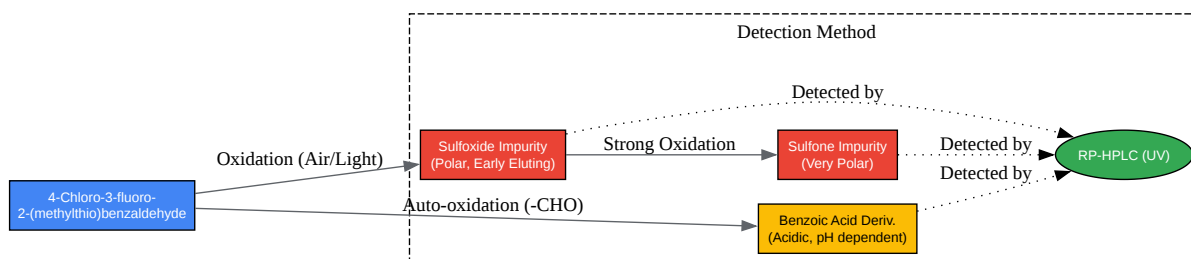 Detection Method
Detected by
Sulfoxide Impurity
(Polar, Early Eluting)
Strong Oxidation
Sulfone Impurity
(Very Polar)
Detected by
RP-HPLC (UV)
Oxidation (Air/Light)
Detected by
4-Chloro-3-fluoro-
2-(methylthio)benzaldehyde
Auto-oxidation (-CHO)
Benzoic Acid Deriv.
(Acidic, pH dependent)